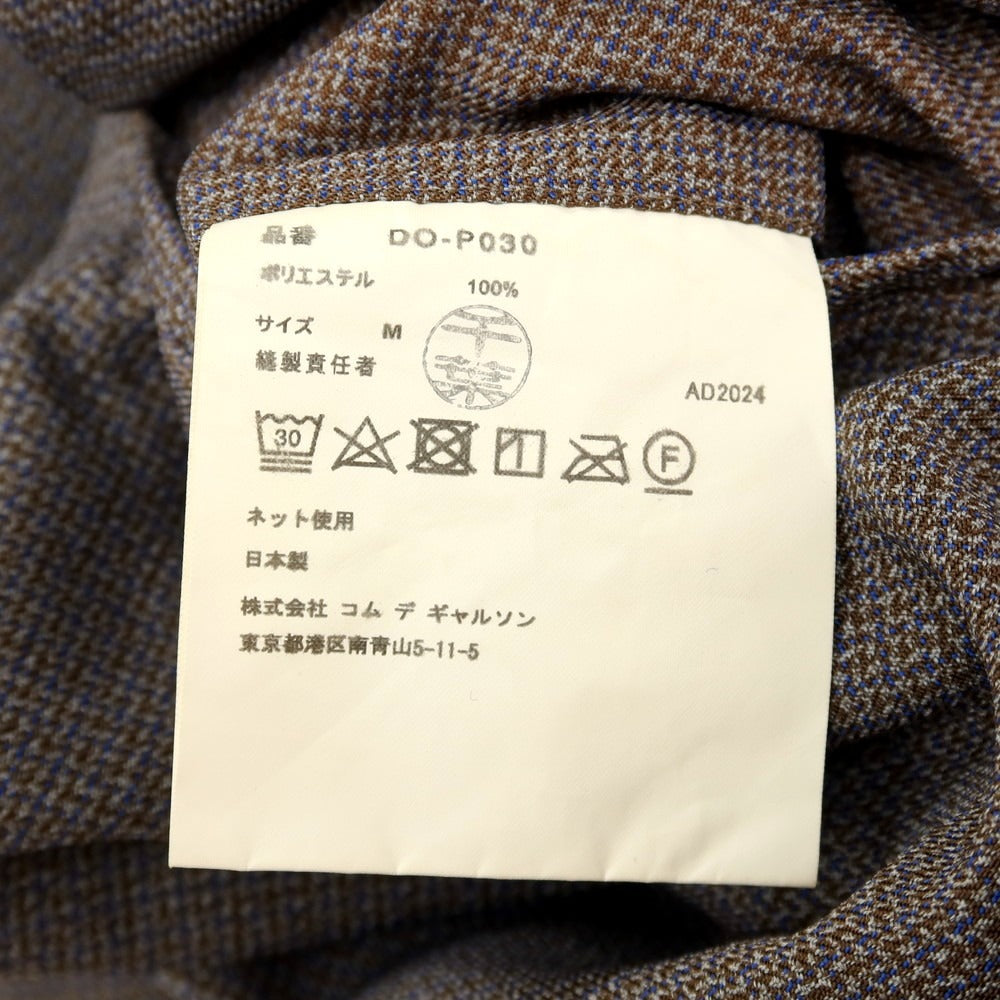 品番 DO-P030
ポリエステル 100%
サイズ M
縫製責任者 千葉
AD2024
30 F
ネット使用
日本製
株式会社 コム デ ギャルソン
東京都港区南青山5-11-5